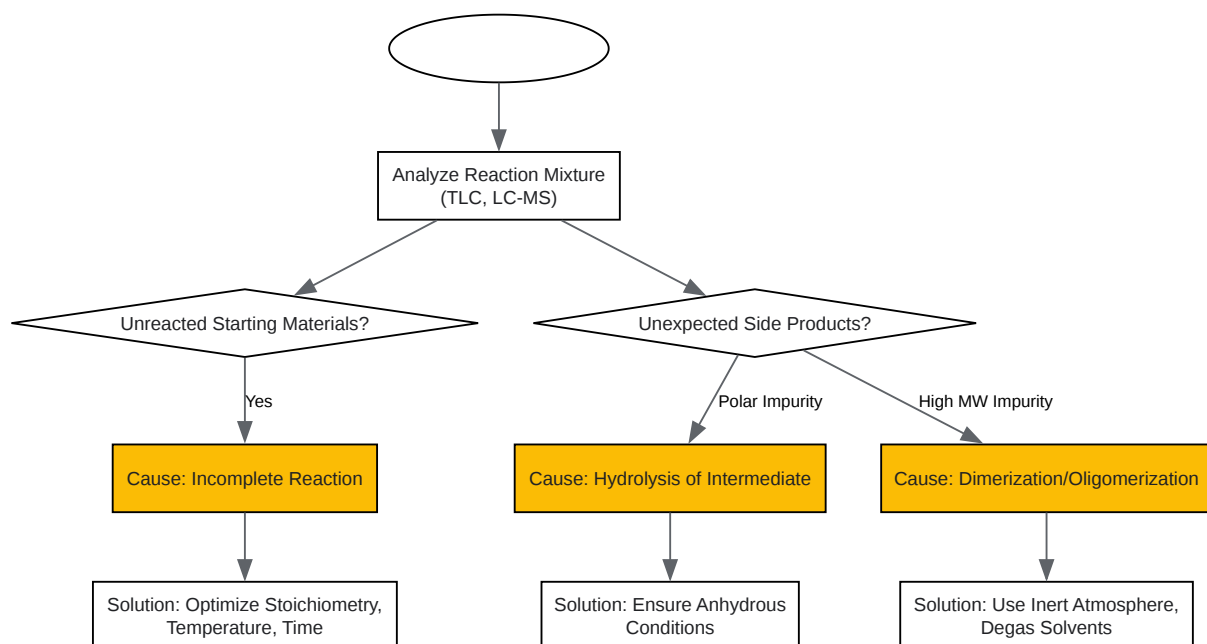 Analyze Reaction Mixture
(TLC, LC-MS)
Unreacted Starting Materials?
Unexpected Side Products?
Yes
Polar Impurity
High MW Impurity
Cause: Incomplete Reaction
Cause: Hydrolysis of Intermediate
Cause: Dimerization/Oligomerization
Solution: Optimize Stoichiometry,
Temperature, Time
Solution: Ensure Anhydrous
Conditions
Solution: Use Inert Atmosphere,
Degas Solvents